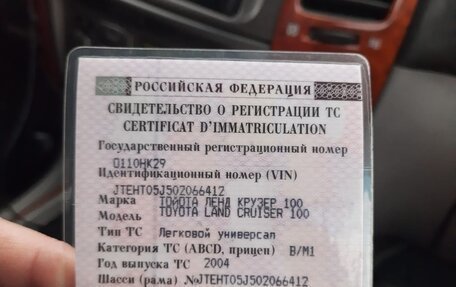 РОССИЙСКАЯ ФЕДЕРАЦИЯ
СВИДЕТЕЛЬСТВО О РЕГИСТРАЦИИ ТС
CERTIFICAT D'IMMATRICULATION
Государственный регистрационный номер
О110НК29
Идентификационный номер (VIN)
JTEHT05J502066412
Марка ТОЙОТА ЛЕНД КРУЗЕР 100
Модель TOYOTA LAND CRUISER 100
Тип ТС Легковой универсал
Категория ТС (ABCD, прицеп) B/M1
Год выпуска ТС 2004
Шасси (рама) № JTEHT05J502066412